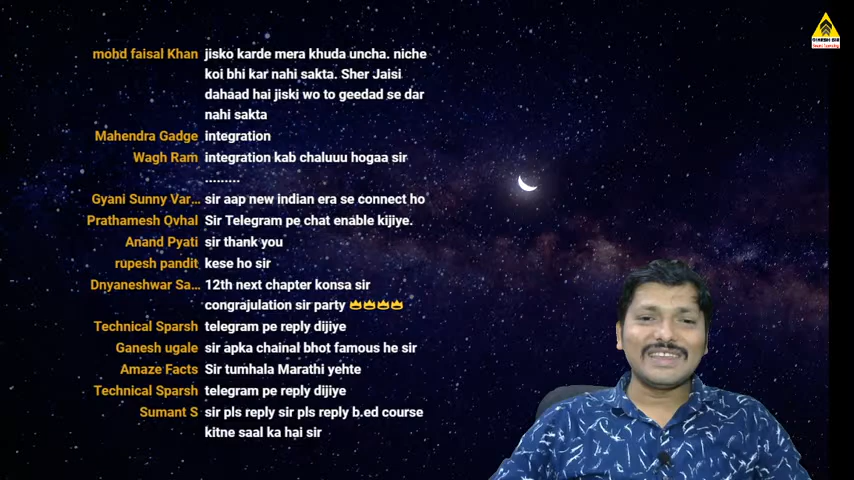 mohd faisal Khan jisko karde mera khuda uncha. niche
koi bhi kar nahi sakta. Sher Jaisi
dahaad hai jiski wo to geedad se dar
nahi sakta
Mahendra Gadge integration
Wagh Ram integration kab chaluuu hogaa sir
.........
Gyani Sunny Var... sir aap new indian era se connect ho
Prathamesh Ovhal Sir Telegram pe chat enable kijiye.
Anand Pyati sir thank you
rupesh pandit kese ho sir
Dnyaneshwar Sa... 12th next chapter konsa sir
congrajulation sir party 👑👑👑👑
Technical Sparsh telegram pe reply dijiye
Ganesh ugale sir apka chainal bhot famous he sir
Amaze Facts Sir tumhala Marathi yehte
Technical Sparsh telegram pe reply dijiye
Sumant S sir pls reply sir pls reply b.ed course
kitne saal ka hai sir
DINESH SIR